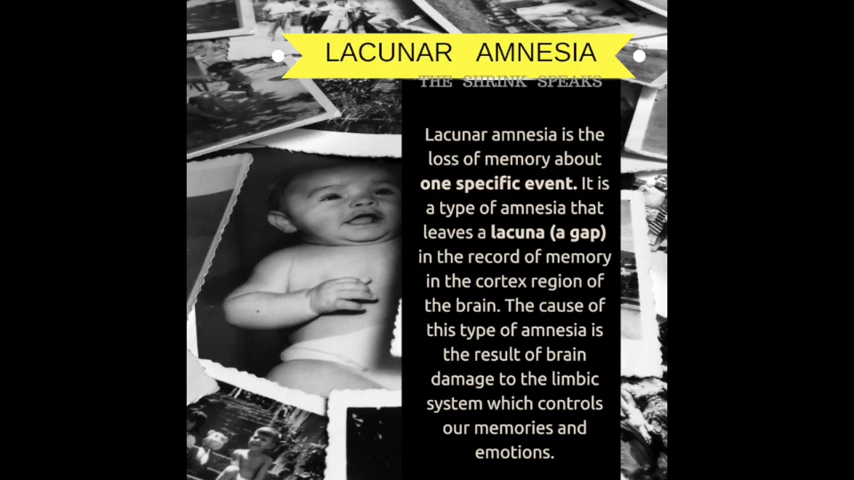 LACUNAR AMNESIA
THE SHRINK SPEAKS
Lacunar amnesia is the
loss of memory about
one specific event. It is
a type of amnesia that
leaves a lacuna (a gap)
in the record of memory
in the cortex region of
the brain. The cause of
this type of amnesia is
the result of brain
damage to the limbic
system which controls
our memories and
emotions.